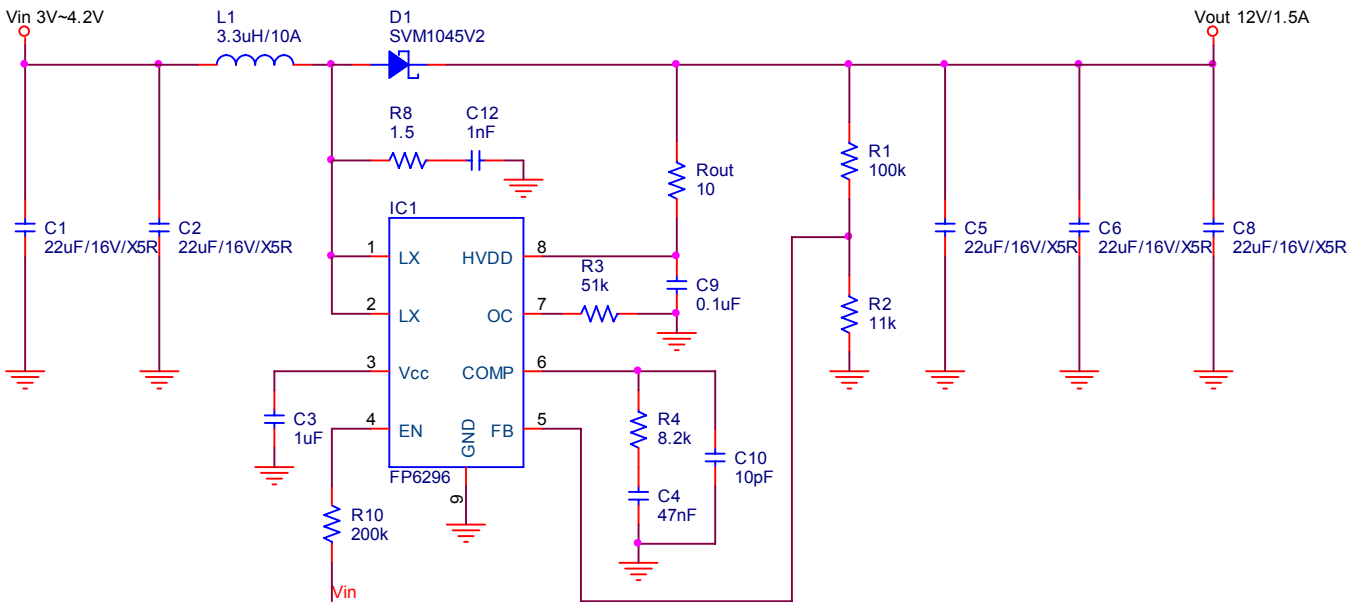 Vin 3V~4.2V
L1
3.3uH/10A
D1
SVM1045V2
Vout 12V/1.5A
R8
1.5
C12
1nF
Rout
10
R1
100k
C1
22uF/16V/X5R
C2
22uF/16V/X5R
C5
22uF/16V/X5R
C6
22uF/16V/X5R
C8
22uF/16V/X5R
IC1
1
LX
HVDD
8
R3
51k
C9
0.1uF
2
LX
OC
7
R2
11k
3
Vcc
COMP
6
C3
1uF
4
EN
GND
FB
5
R4
8.2k
C10
10pF
FP6296
9
C4
47nF
R10
200k
Vin